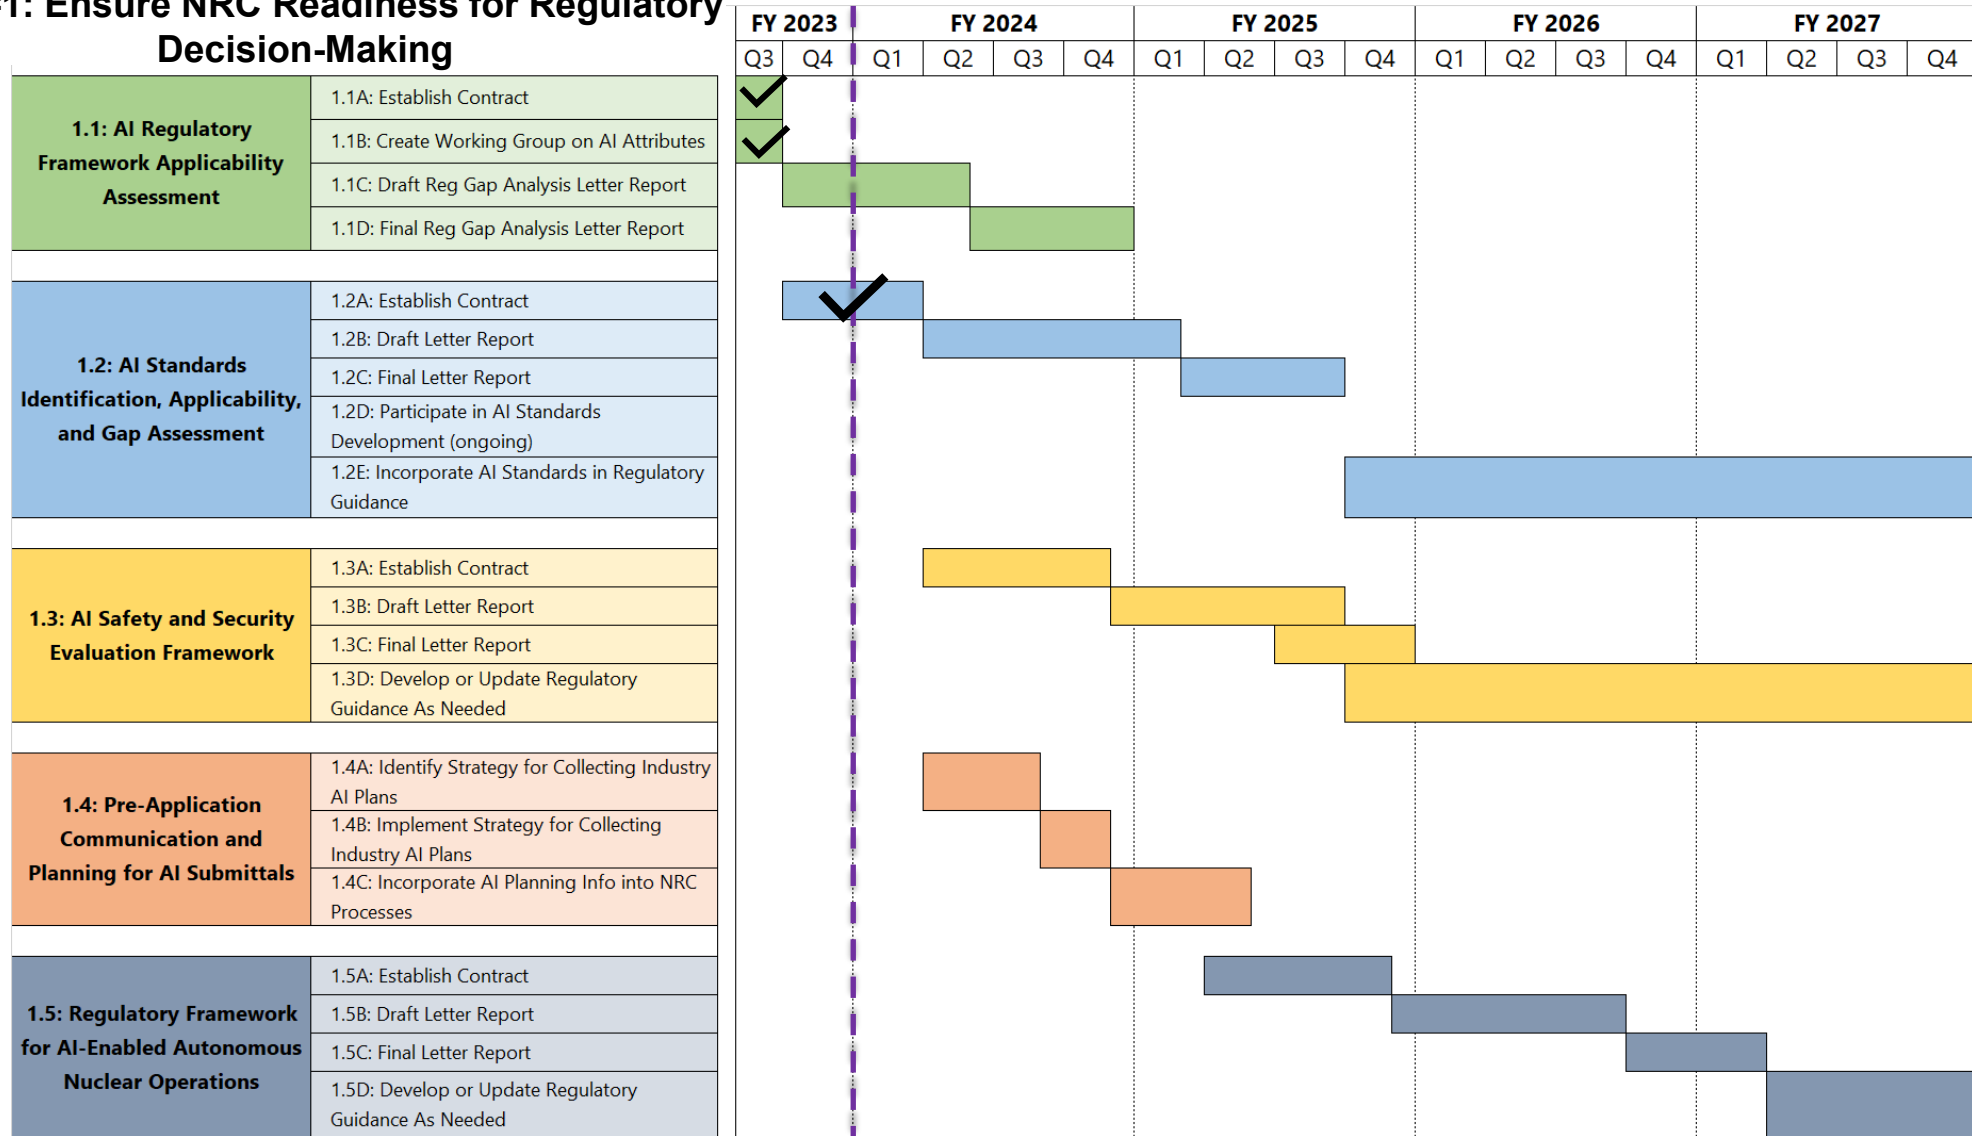 1: Ensure NRC Readiness for Regulatory
Decision-Making
FY 2023 FY 2024 FY 2025 FY 2026 FY 2027
Q3 Q4 Q1 Q2 Q3 Q4 Q1 Q2 Q3 Q4 Q1 Q2 Q3 Q4 Q1 Q2 Q3 Q4
1.1: AI Regulatory
Framework Applicability
Assessment
1.1A: Establish Contract
1.1B: Create Working Group on AI Attributes
1.1C: Draft Reg Gap Analysis Letter Report
1.1D: Final Reg Gap Analysis Letter Report
1.2: AI Standards
Identification, Applicability,
and Gap Assessment
1.2A: Establish Contract
1.2B: Draft Letter Report
1.2C: Final Letter Report
1.2D: Participate in AI Standards
Development (ongoing)
1.2E: Incorporate AI Standards in Regulatory
Guidance
1.3: AI Safety and Security
Evaluation Framework
1.3A: Establish Contract
1.3B: Draft Letter Report
1.3C: Final Letter Report
1.3D: Develop or Update Regulatory
Guidance As Needed
1.4: Pre-Application
Communication and
Planning for AI Submittals
1.4A: Identify Strategy for Collecting Industry
AI Plans
1.4B: Implement Strategy for Collecting
Industry AI Plans
1.4C: Incorporate AI Planning Info into NRC
Processes
1.5: Regulatory Framework
for AI-Enabled Autonomous
Nuclear Operations
1.5A: Establish Contract
1.5B: Draft Letter Report
1.5C: Final Letter Report
1.5D: Develop or Update Regulatory
Guidance As Needed